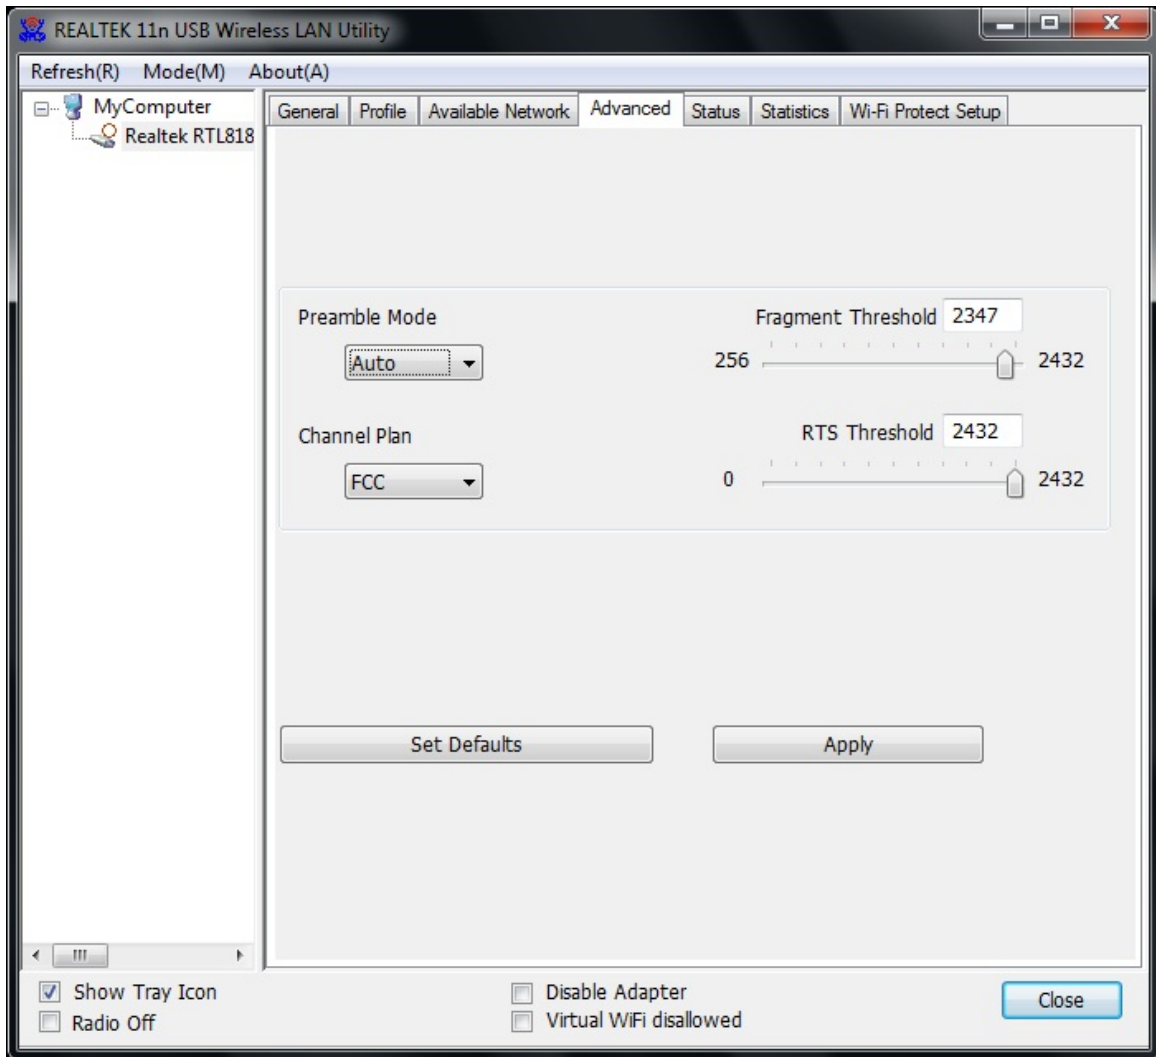 REALTEK 11n USB Wireless LAN Utility
Refresh(R) Mode(M) About(A)
MyComputer
Realtek RTL818
General Profile Available Network Advanced Status Statistics Wi-Fi Protect Setup
Preamble Mode
Auto
Fragment Threshold 2347
256 2432
Channel Plan
FCC
RTS Threshold 2432
0 2432
Set Defaults Apply
Show Tray Icon
Radio Off
Disable Adapter
Virtual WiFi disallowed
Close